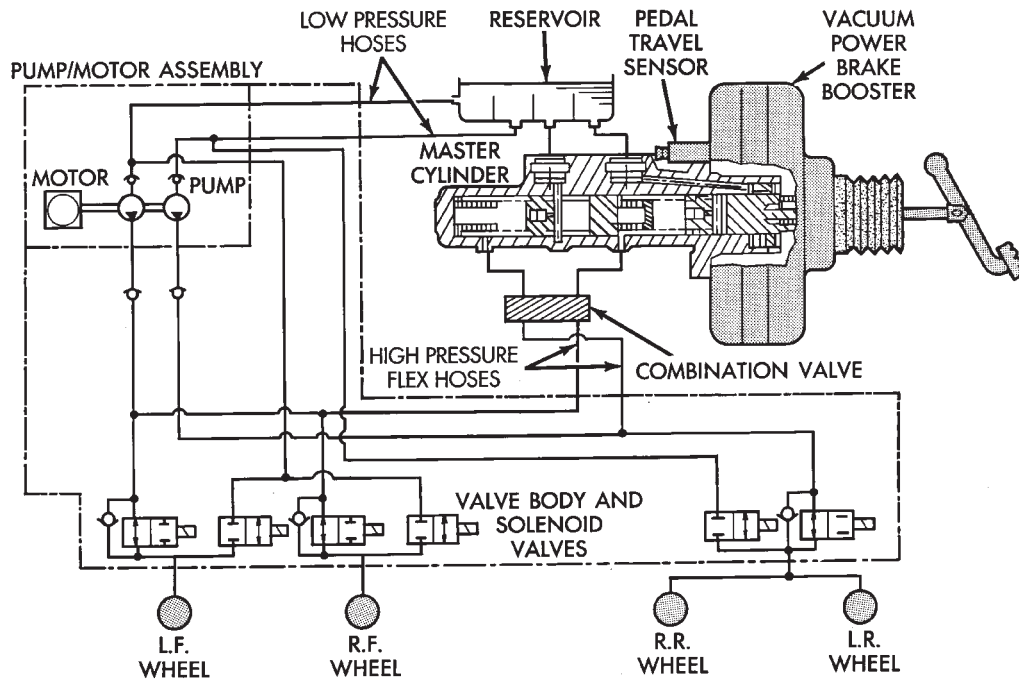 LOW PRESSURE
HOSES
RESERVOIR
PEDAL
TRAVEL
SENSOR
VACUUM
POWER
BRAKE
BOOSTER
PUMP/MOTOR ASSEMBLY
MASTER
CYLINDER
MOTOR
PUMP
HIGH PRESSURE
FLEX HOSES
COMBINATION VALVE
VALVE BODY AND
SOLENOID
VALVES
L.F.
WHEEL
R.F.
WHEEL
R.R.
WHEEL
L.R.
WHEEL